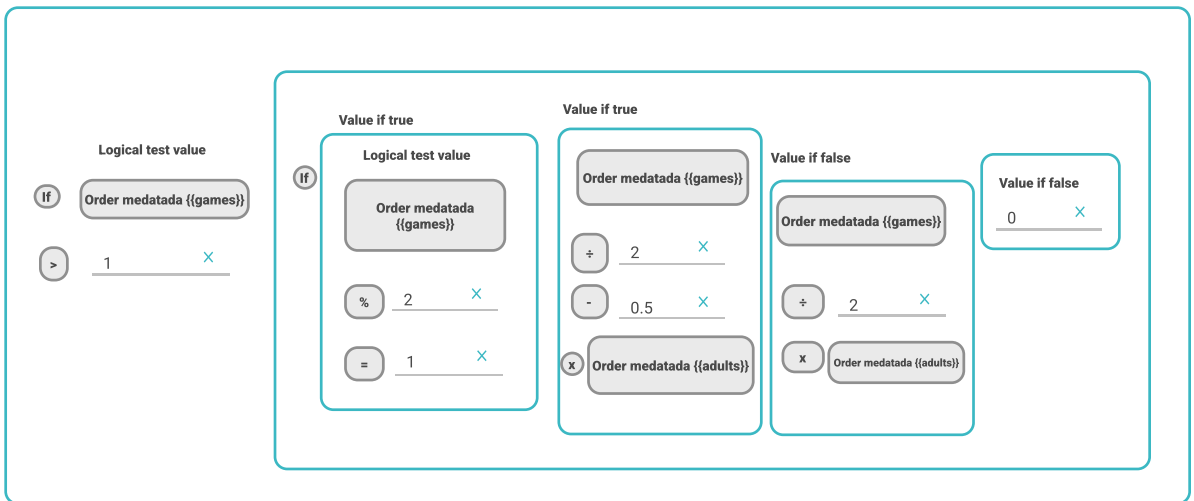 Logical test value
If
Order medatada {{games}}
>
1
X
Value if true
If
Logical test value
Order medatada
{{games}}
%
2
X
=
1
X
Value if true
Order medatada {{games}}
÷
2
X
-
0.5
X
x
Order medatada {{adults}}
Value if false
Order medatada {{games}}
÷
2
X
x
Order medatada {{adults}}
Value if false
0
X